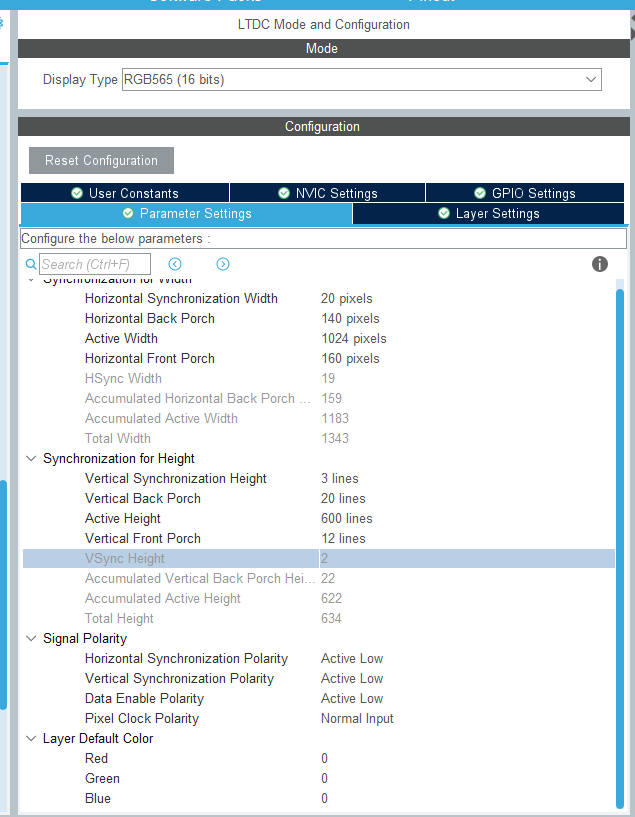 LTDC Mode and Configuration
Mode
Display Type RGB565 (16 bits)
Configuration
Reset Configuration
User Constants NVIC Settings GPIO Settings
Parameter Settings Layer Settings
Configure the below parameters :
Search (Ctrl+F)
Synchronization for Width
Horizontal Synchronization Width 20 pixels
Horizontal Back Porch 140 pixels
Active Width 1024 pixels
Horizontal Front Porch 160 pixels
HSync Width 19
Accumulated Horizontal Back Porch ... 159
Accumulated Active Width 1183
Total Width 1343
Synchronization for Height
Vertical Synchronization Height 3 lines
Vertical Back Porch 20 lines
Active Height 600 lines
Vertical Front Porch 12 lines
VSync Height 2
Accumulated Vertical Back Porch Hei... 22
Accumulated Active Height 622
Total Height 634
Signal Polarity
Horizontal Synchronization Polarity Active Low
Vertical Synchronization Polarity Active Low
Data Enable Polarity Active Low
Pixel Clock Polarity Normal Input
Layer Default Color
Red 0
Green 0
Blue 0